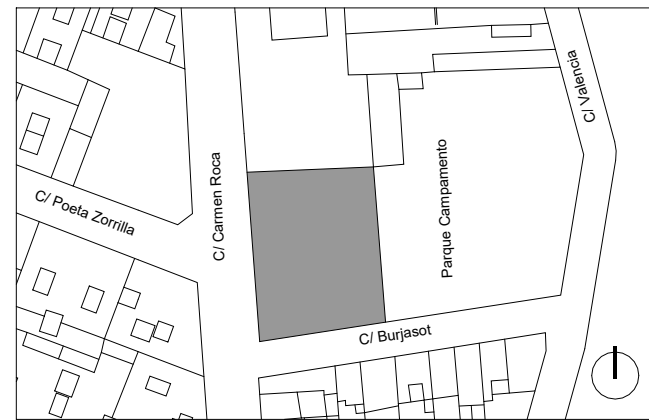 C/ Valencia
C/ Carmen Roca
C/ Poeta Zorrilla
Parque Campamento
C/ Burjasot